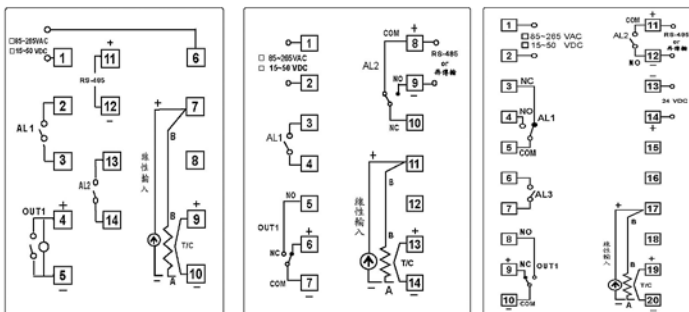 □85~265VAC
□15~50 VDC
1
11
+
6
RS-485
12
−
2
AL1
3
7
+
B
13
AL2
14
8
線性輸入
OUT1
+
4
5
−
B
+
9
T/C
10
−
−
A
1
□ 85~265VAC
□ 15~50 VDC
2
COM
+
8
RS-485
or
外傳輸
AL2
NO
9
−
NC
10
3
AL1
4
11
+
B
5
NO
12
線性輸入
OUT1
NC
+
6
COM
7
−
B
+
13
T/C
14
−
−
A
1
□85~265VAC
□15~50 VDC
2
COM
+
11
RS-485
or
外傳輸
AL2
NO
12
−
3
NC
−
13
24 VDC
4
NO
AL1
14
+
5
COM
15
6
AL3
7
16
17
+
B
8
NO
18
線性輸入
+
9
NC
OUT1
10
−
COM
B
+
19
T/C
20
−
−
A